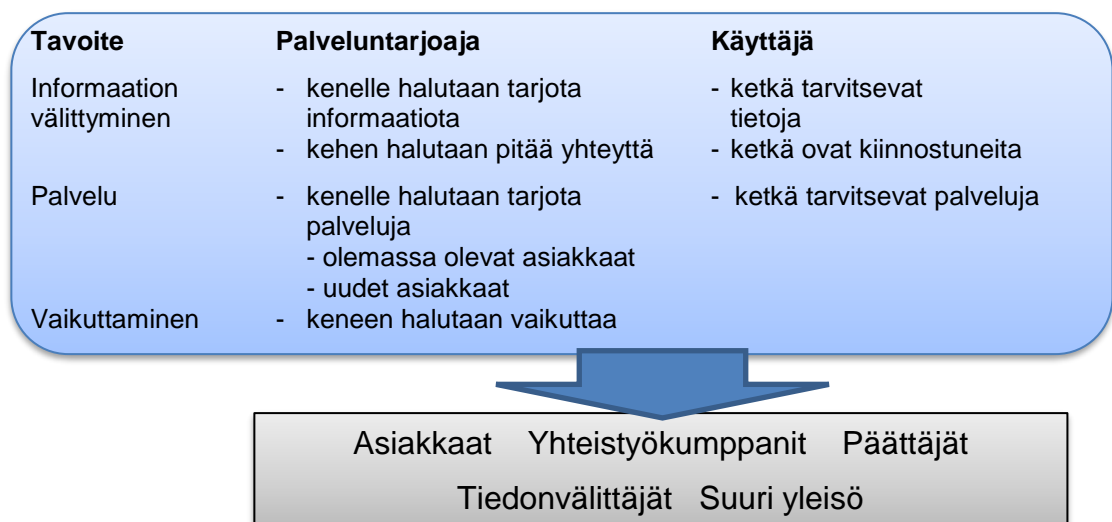 Tavoite Palveluntarjoaja Käyttäjä
Informaation - kenelle halutaan tarjota - ketkä tarvitsevat
välittyminen informaatiota tietoja
- kehen halutaan pitää yhteyttä - ketkä ovat kiinnostuneita
Palvelu - kenelle halutaan tarjota - ketkä tarvitsevat palveluja
palveluja
- olemassa olevat asiakkaat
- uudet asiakkaat
Vaikuttaminen - keneen halutaan vaikuttaa
Asiakkaat Yhteistyökumppanit Päättäjät
Tiedonvälittäjät Suuri yleisö